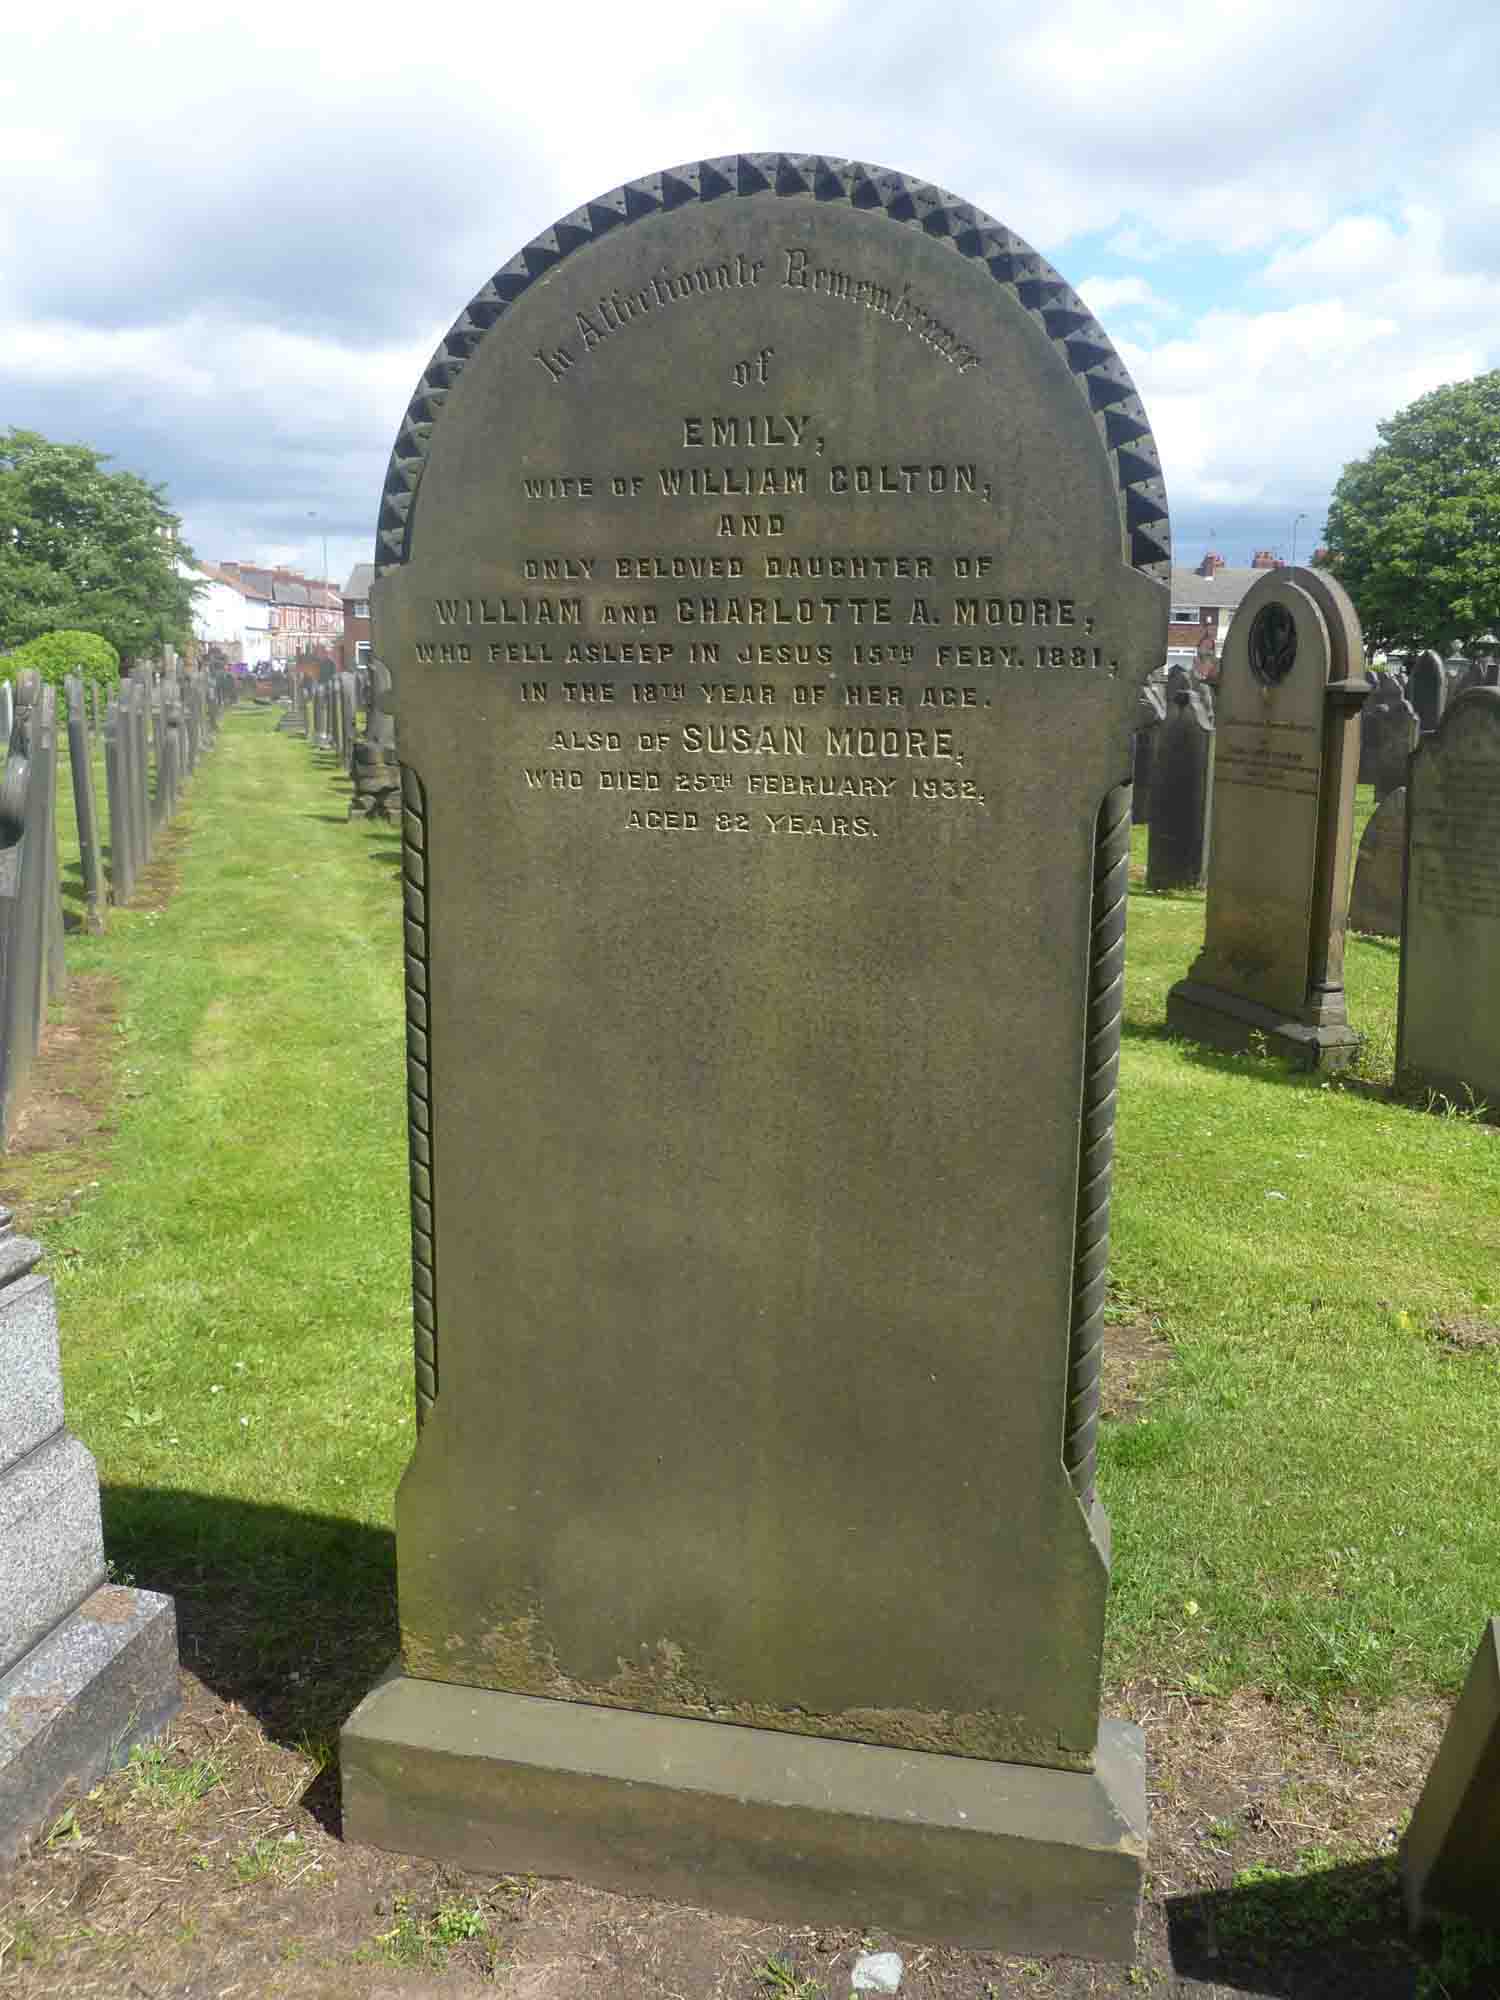 In Affectionate Remembrance
of
EMILY,
WIFE OF WILLIAM COLTON,
AND
ONLY BELOVED DAUGHTER OF
WILLIAM AND CHARLOTTE A. MOORE,
WHO FELL ASLEEP IN JESUS 15TH FEBY. 1881,
IN THE 18TH YEAR OF HER AGE.
ALSO OF SUSAN MOORE,
WHO DIED 25TH FEBRUARY 1932,
AGED 82 YEARS.